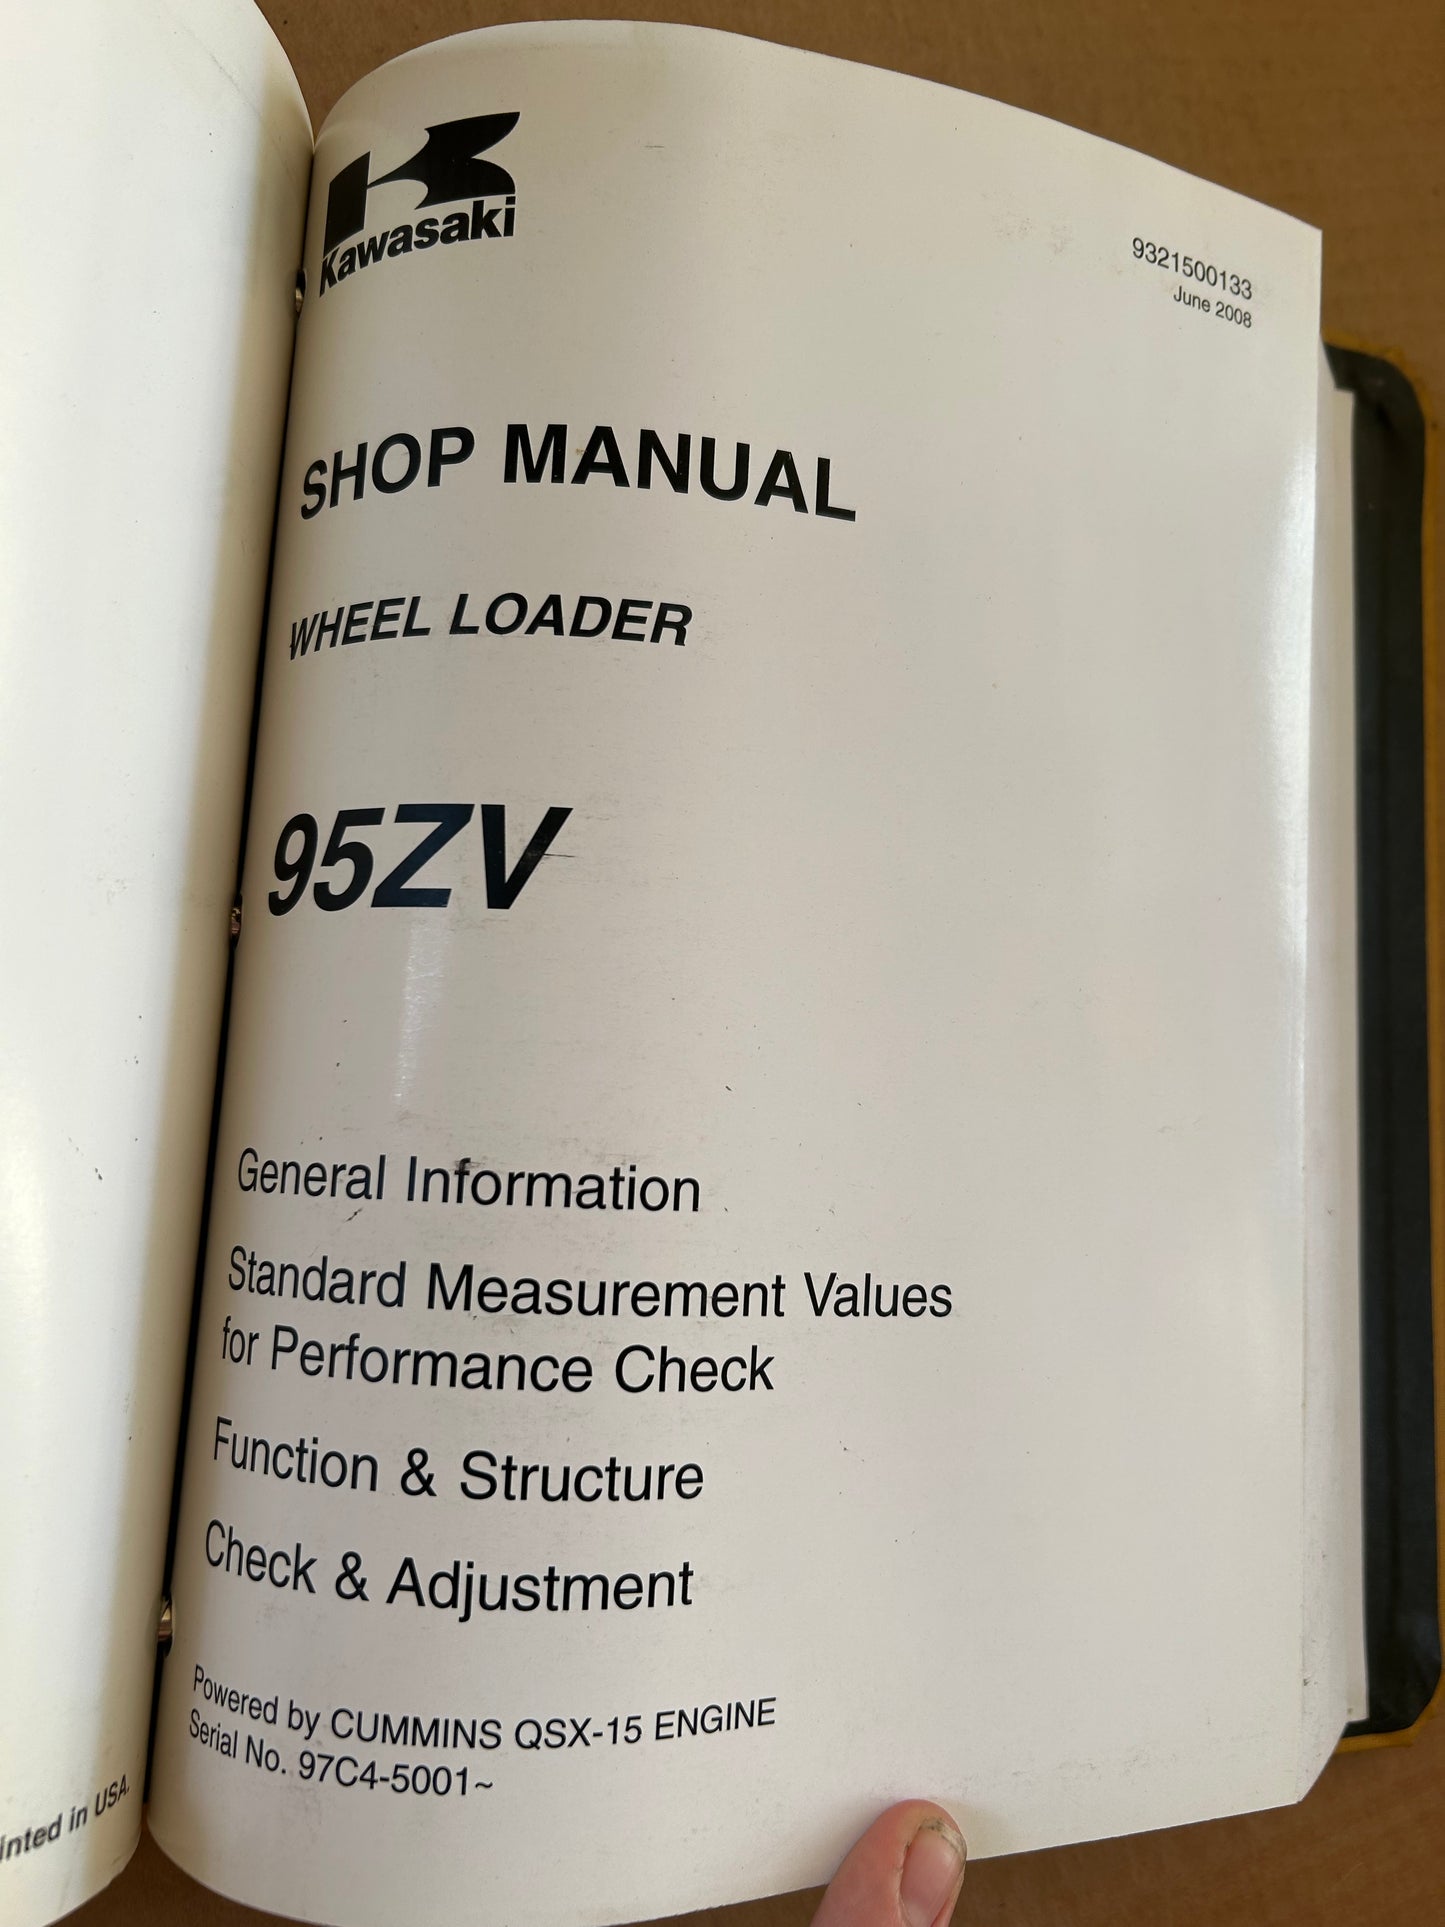 Kawasaki
9321500133
June 2008
SHOP MANUAL
WHEEL LOADER
95ZV
General Information
Standard Measurement Values
for Performance Check
Function & Structure
Check & Adjustment
Powered by CUMMINS QSX-15 ENGINE
Serial No. 97C4-5001~
inted in USA.